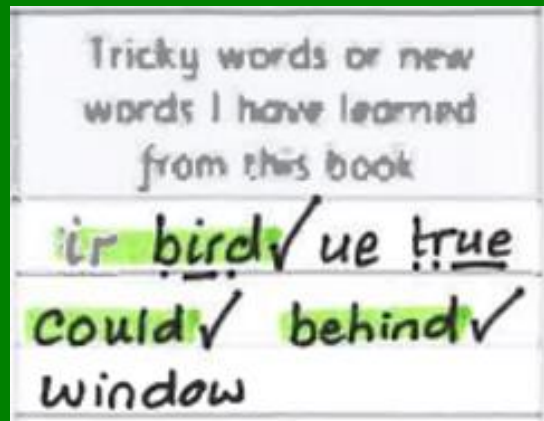 Tricky words or new
words I have learned
from this book
ir bird✓ ue true
could✓ behind✓
window